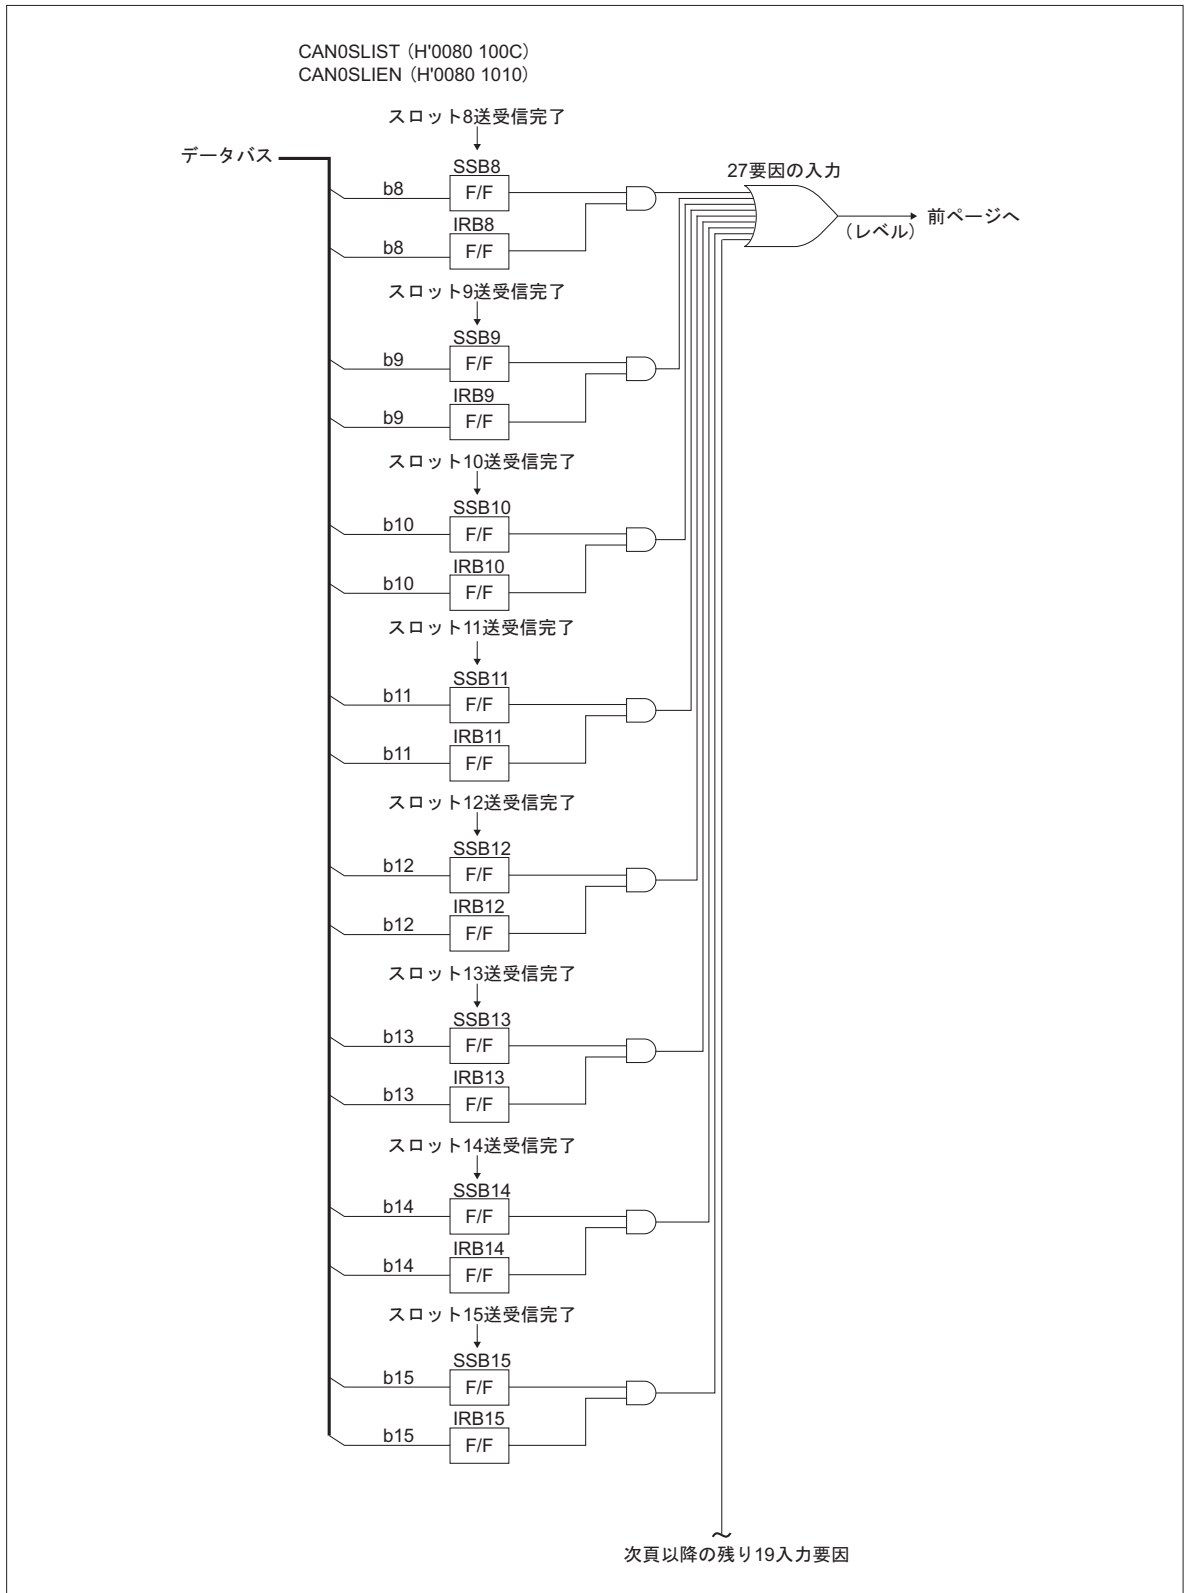 CAN0SLIST（H'0080 100C）
CAN0SLIEN（H'0080 1010）
スロット8送受信完了
データバス
SSB8
27要因の入力
b8
F/F
前ページへ
（レベル）
IRB8
b8
F/F
スロット9送受信完了
SSB9
b9
F/F
IRB9
b9
F/F
スロット10送受信完了
SSB10
b10
F/F
IRB10
b10
F/F
スロット11送受信完了
SSB11
b11
F/F
IRB11
b11
F/F
スロット12送受信完了
SSB12
b12
F/F
IRB12
b12
F/F
スロット13送受信完了
SSB13
b13
F/F
IRB13
b13
F/F
スロット14送受信完了
SSB14
b14
F/F
IRB14
b14
F/F
スロット15送受信完了
SSB15
b15
F/F
IRB15
b15
F/F
次頁以降の残り19入力要因